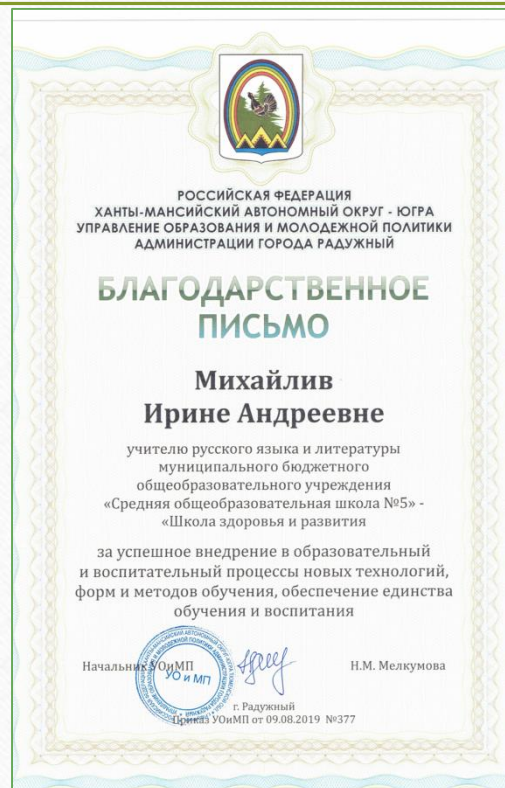 РОССИЙСКАЯ ФЕДЕРАЦИЯ
ХАНТЫ-МАНСИЙСКИЙ АВТОНОМНЫЙ ОКРУГ - ЮГРА
УПРАВЛЕНИЕ ОБРАЗОВАНИЯ И МОЛОДЕЖНОЙ ПОЛИТИКИ
АДМИНИСТРАЦИИ ГОРОДА РАДУЖНЫЙ
БЛАГОДАРСТВЕННОЕ
ПИСЬМО
Михайлив
Ирине Андреевне
учителю русского языка и литературы
муниципального бюджетного
общеобразовательного учреждения
«Средняя общеобразовательная школа №5» -
«Школа здоровья и развития
за успешное внедрение в образовательный
и воспитательный процессы новых технологий,
форм и методов обучения, обеспечение единства
обучения и воспитания
Начальник УОиМП Н.М. Мелкумова
УО и МП
г. Радужный
Приказ УОиМП от 09.08.2019 №377